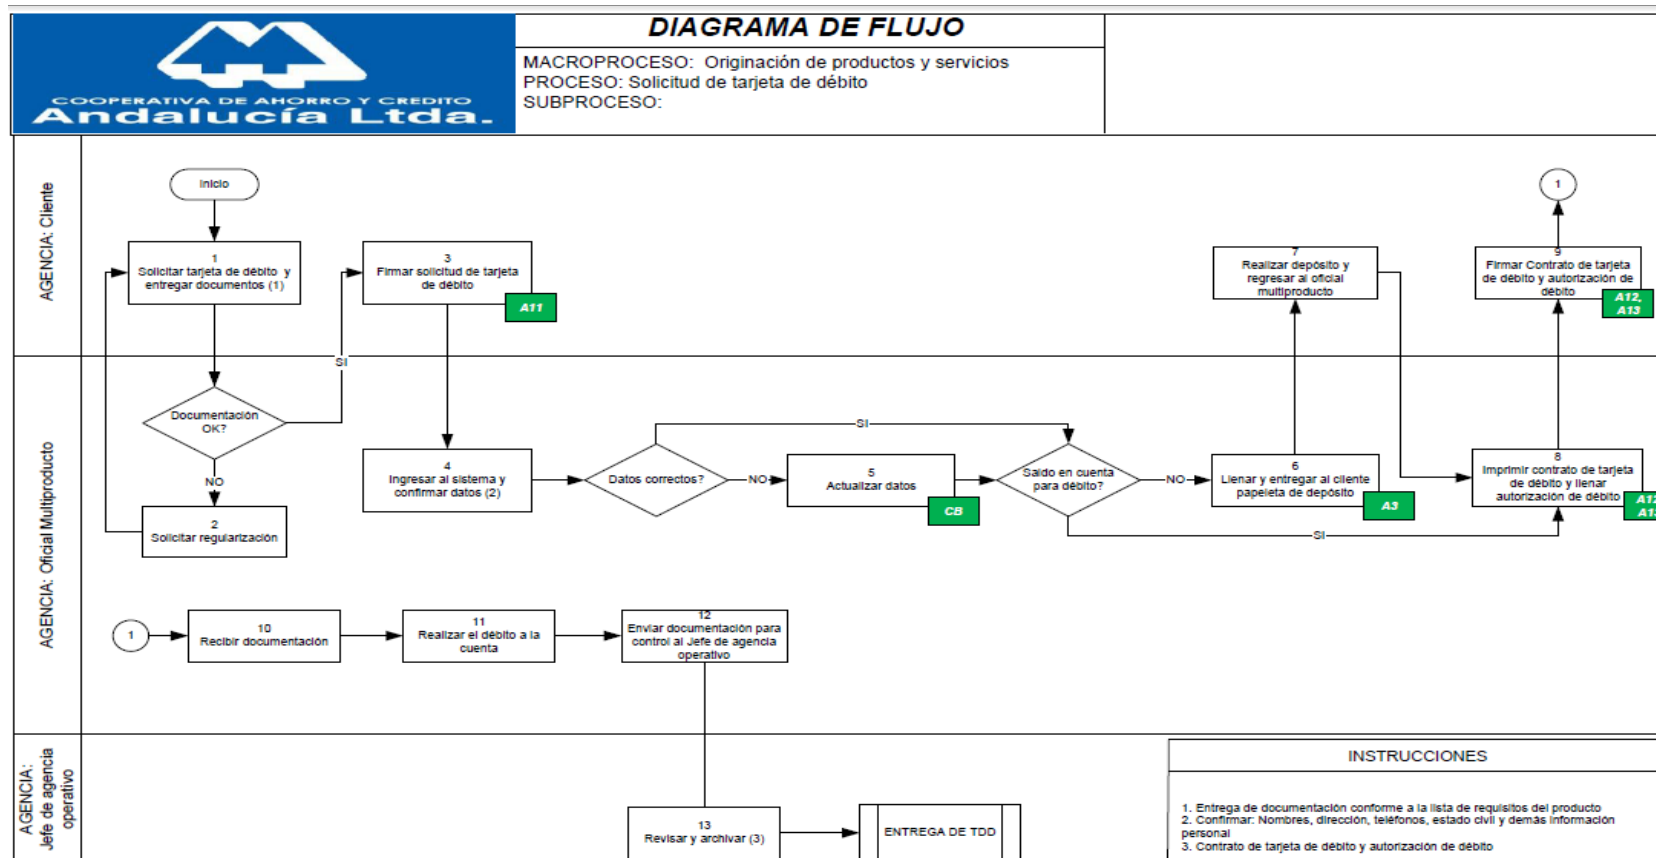 DIAGRAMA DE FLUJO
COOPERATIVA DE AHORRO Y CREDITO
Andalucía Ltda.
MACROPROCESO: Originación de productos y servicios
PROCESO: Solicitud de tarjeta de débito
SUBPROCESO:
AGENCIA: Cliente
Inicio
1
Solicitar tarjeta de débito y
entregar documentos (1)
3
Firmar solicitud de tarjeta
de débito
A11
7
Realizar depósito y
regresar al oficial
multiproducto
1
9
Firmar Contrato de tarjeta
de débito y autorización de
débito
A12,
A13
SI
AGENCIA: Oficial Multiproducto
Documentación
OK?
NO
2
Solicitar regularización
4
Ingresar al sistema y
confirmar datos (2)
Datos correctos?
SI
NO
5
Actualizar datos
CB
Saldo en cuenta
para débito?
NO
SI
6
Llenar y entregar al cliente
papeleta de depósito
A3
8
Imprimir contrato de tarjeta
de débito y llenar
autorización de débito
1
10
Recibir documentación
11
Realizar el débito a la
cuenta
12
Enviar documentación para
control al Jefe de agencia
operativo
AGENCIA:
Jefe de agencia
operativo
13
Revisar y archivar (3)
ENTREGA DE TDD
INSTRUCCIONES
1. Entrega de documentación conforme a la lista de requisitos del producto
2. Confirmar: Nombres, dirección, teléfonos, estado civil y demás información
personal
3. Contrato de tarjeta de débito y autorización de débito